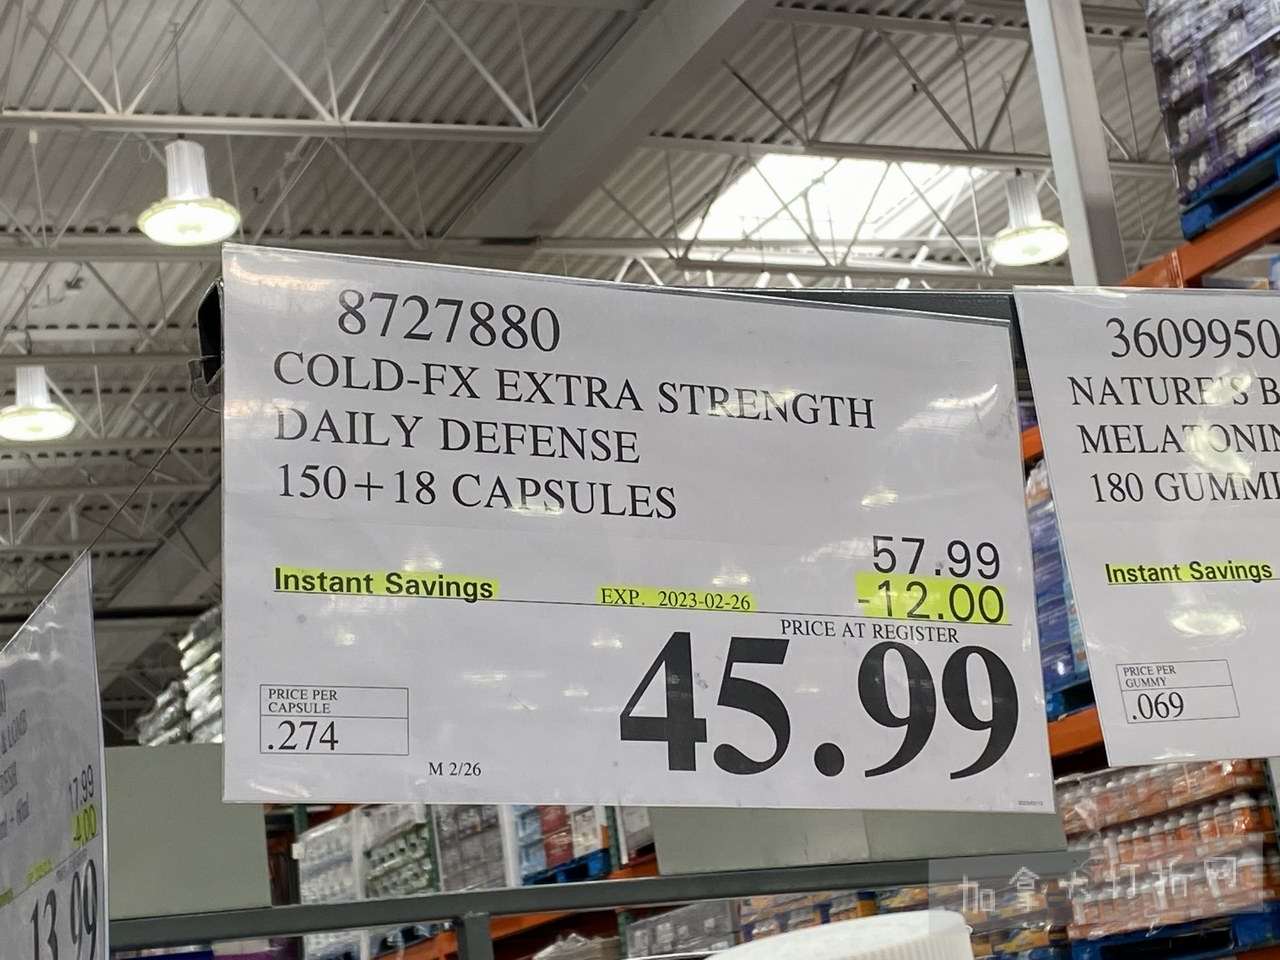 8727880
COLD-FX EXTRA STRENGTH
DAILY DEFENSE
150+18 CAPSULES
57.99
Instant Savings EXP. 2023-02-26 -12.00
PRICE AT REGISTER
45.99
PRICE PER
CAPSULE
.274
M 2/26
3609950
NATURE'S B
MELATONIN
180 GUMMI
Instant Savings
PRICE PER
GUMMY
.069
17.99
-4.00
13.99
加拿大打折网